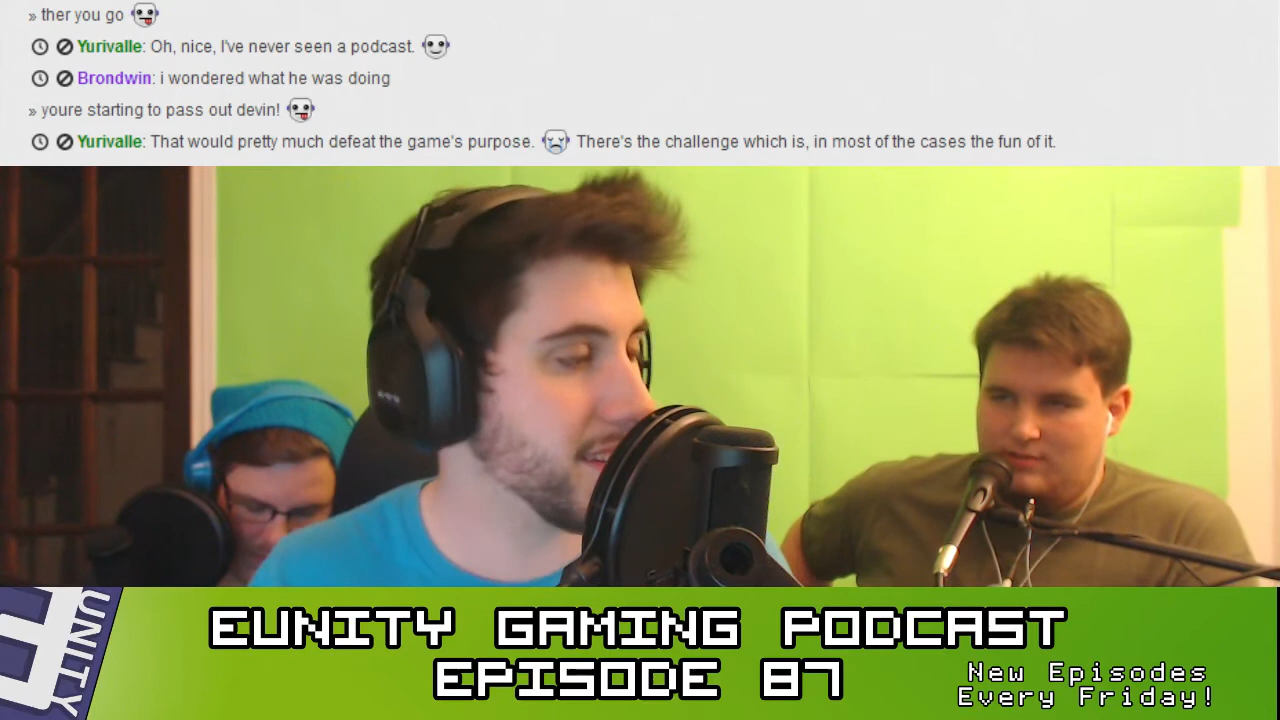 » ther you go
Yurivalle: Oh, nice, I've never seen a podcast.
Brondwin: i wondered what he was doing
» youre starting to pass out devin!
Yurivalle: That would pretty much defeat the game's purpose. There's the challenge which is, in most of the cases the fun of it.
E UNITY
EUNITY GAMING PODCAST
EPISODE 87
New Episodes
Every Friday!